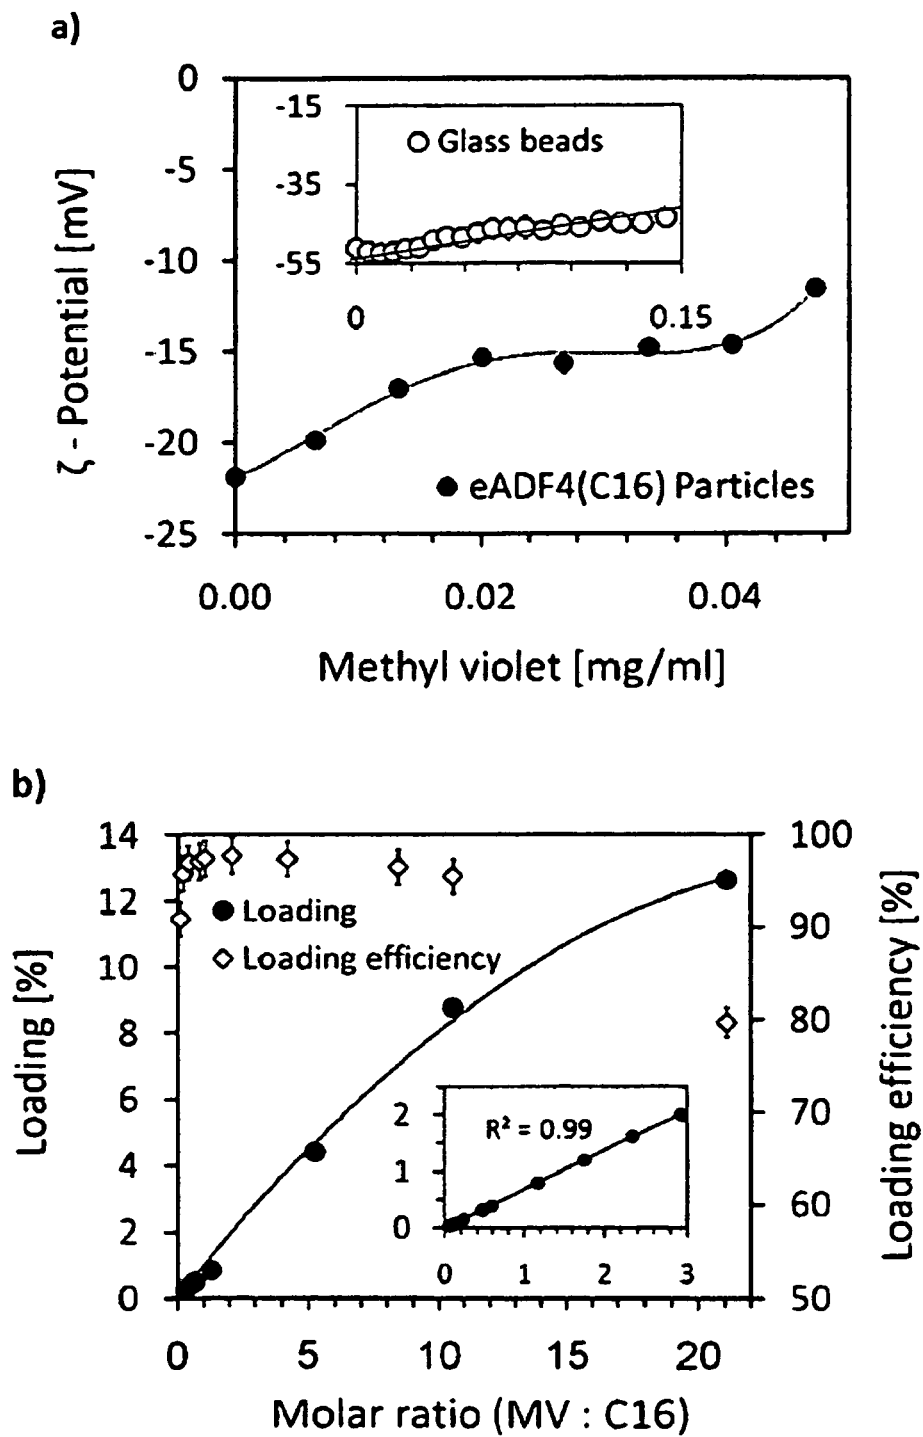 a)
0
-5
-10
-15
-20
-25
ζ - Potential [mV]
-15
-35
-55
Glass beads
0 0.15
eADF4(C16) Particles
0.00 0.02 0.04
Methyl violet [mg/ml]
b)
14
12
10
8
6
4
2
0
Loading [%]
Loading
Loading efficiency
100
90
80
70
60
50
Loading efficiency [%]
2
1
0
R² = 0.99
0 1 2 3
0 5 10 15 20
Molar ratio (MV : C16)